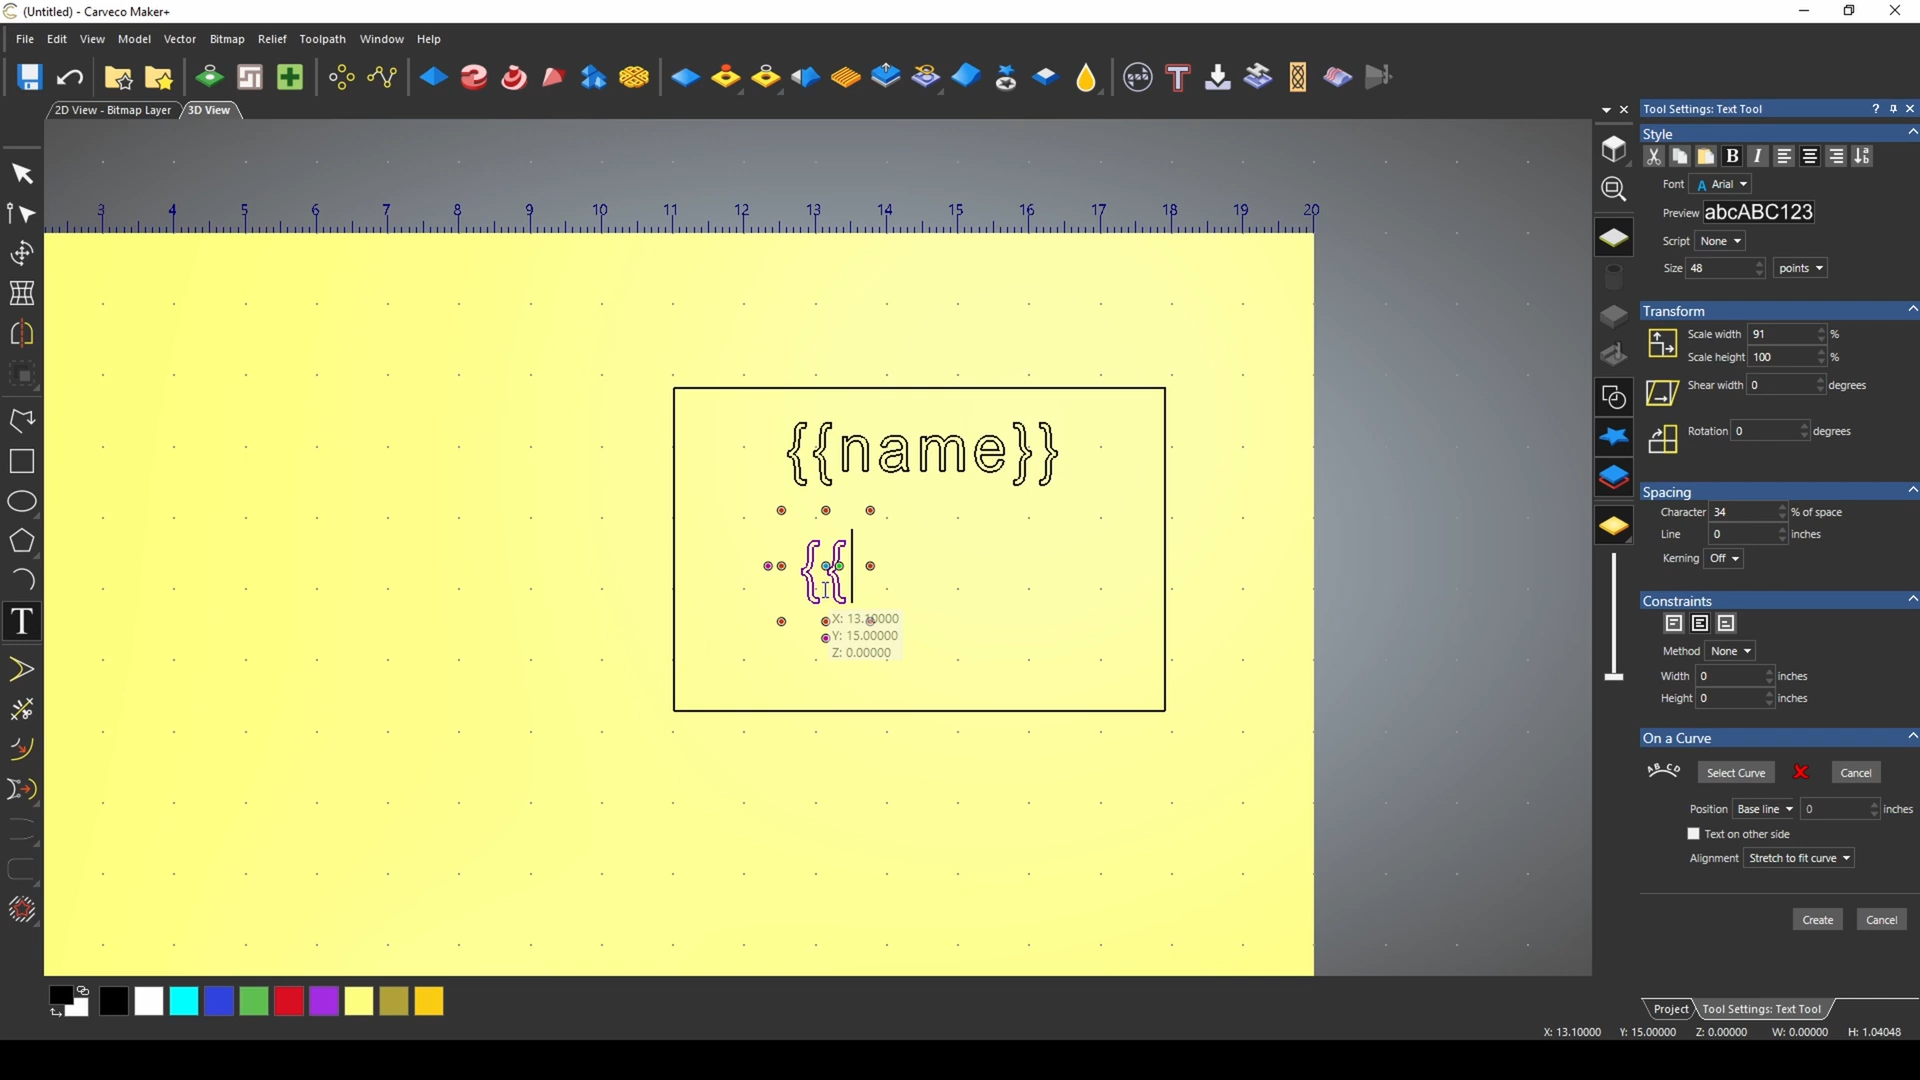 (Untitled) - Carveco Maker+
File Edit View Model Vector Bitmap Relief Toolpath Window Help
2D View - Bitmap Layer 3D View
Tool Settings: Text Tool
Style
B I
Font A Arial
Preview abcABC123
Script None
Size 48 points
Transform
Scale width 91 %
Scale height 100 %
Shear width 0 degrees
Rotation 0 degrees
Spacing
Character 34 % of space
Line 0 inches
Kerning Off
Constraints
Method None
Width 0 inches
Height 0 inches
On a Curve
AB CD Select Curve Cancel
Position Base line 0 inches
Text on other side
Alignment Stretch to fit curve
Create Cancel
Project Tool Settings: Text Tool
3 4 5 6 7 8 9 10 11 12 13 14 15 16 17 18 19 20
{{name}}
{{
X: 13.10000
Y: 15.00000
Z: 0.00000
T
X: 13.10000 Y: 15.00000 Z: 0.00000 W: 0.00000 H: 1.04048